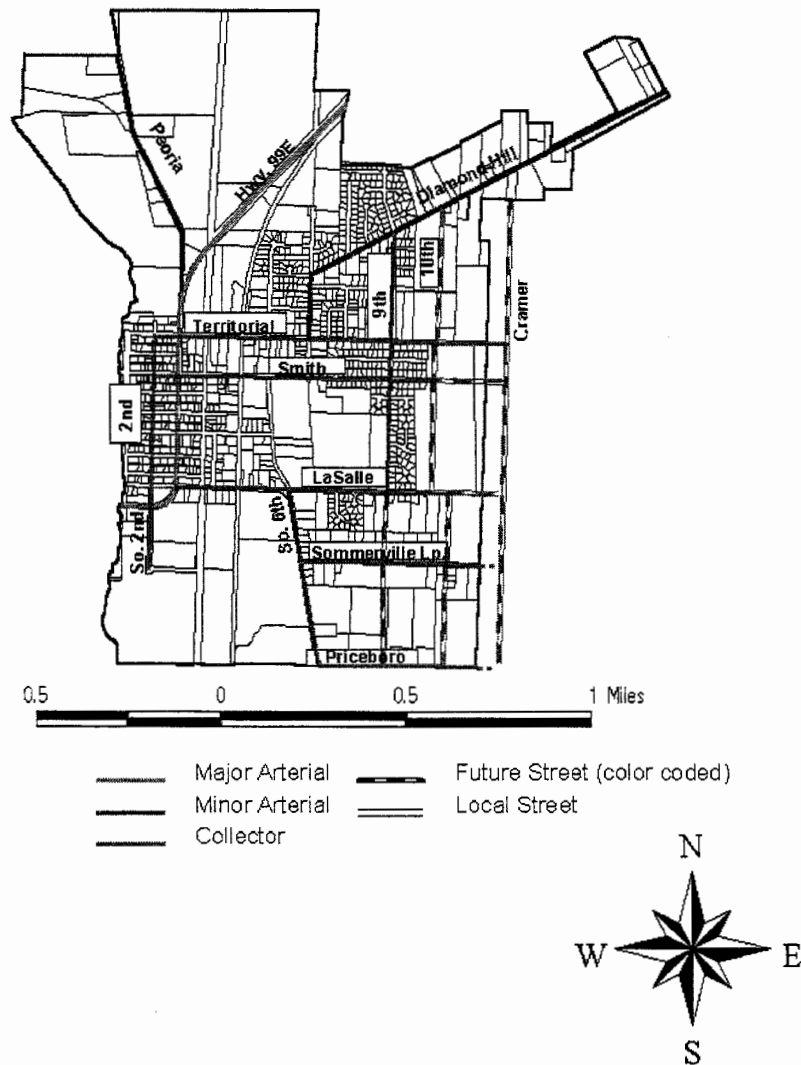 Peoria
Hwy. 99E
Diamond Hill
10th
9th
Cramer
Territorial
Smith
2nd
LaSalle
So. 6th
So. 2nd
Sommerville Lp.
Priceboro
0.5 0 0.5 1 Miles
Major Arterial
Future Street (color coded)
Minor Arterial
Local Street
Collector
N
W E
S